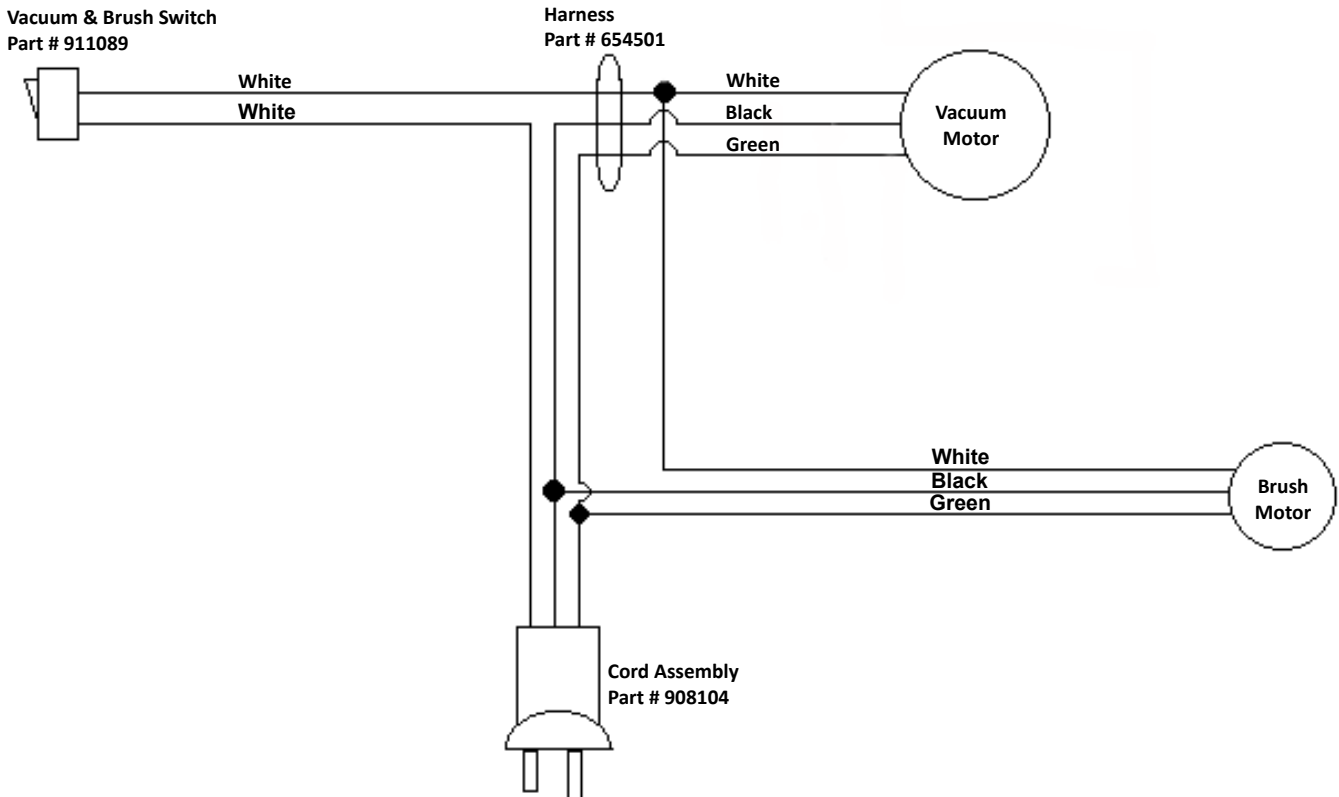 Vacuum & Brush Switch
Part # 911089
Harness
Part # 654501
White
White
White
Black
Green
Vacuum
Motor
White
Black
Green
Brush
Motor
Cord Assembly
Part # 908104